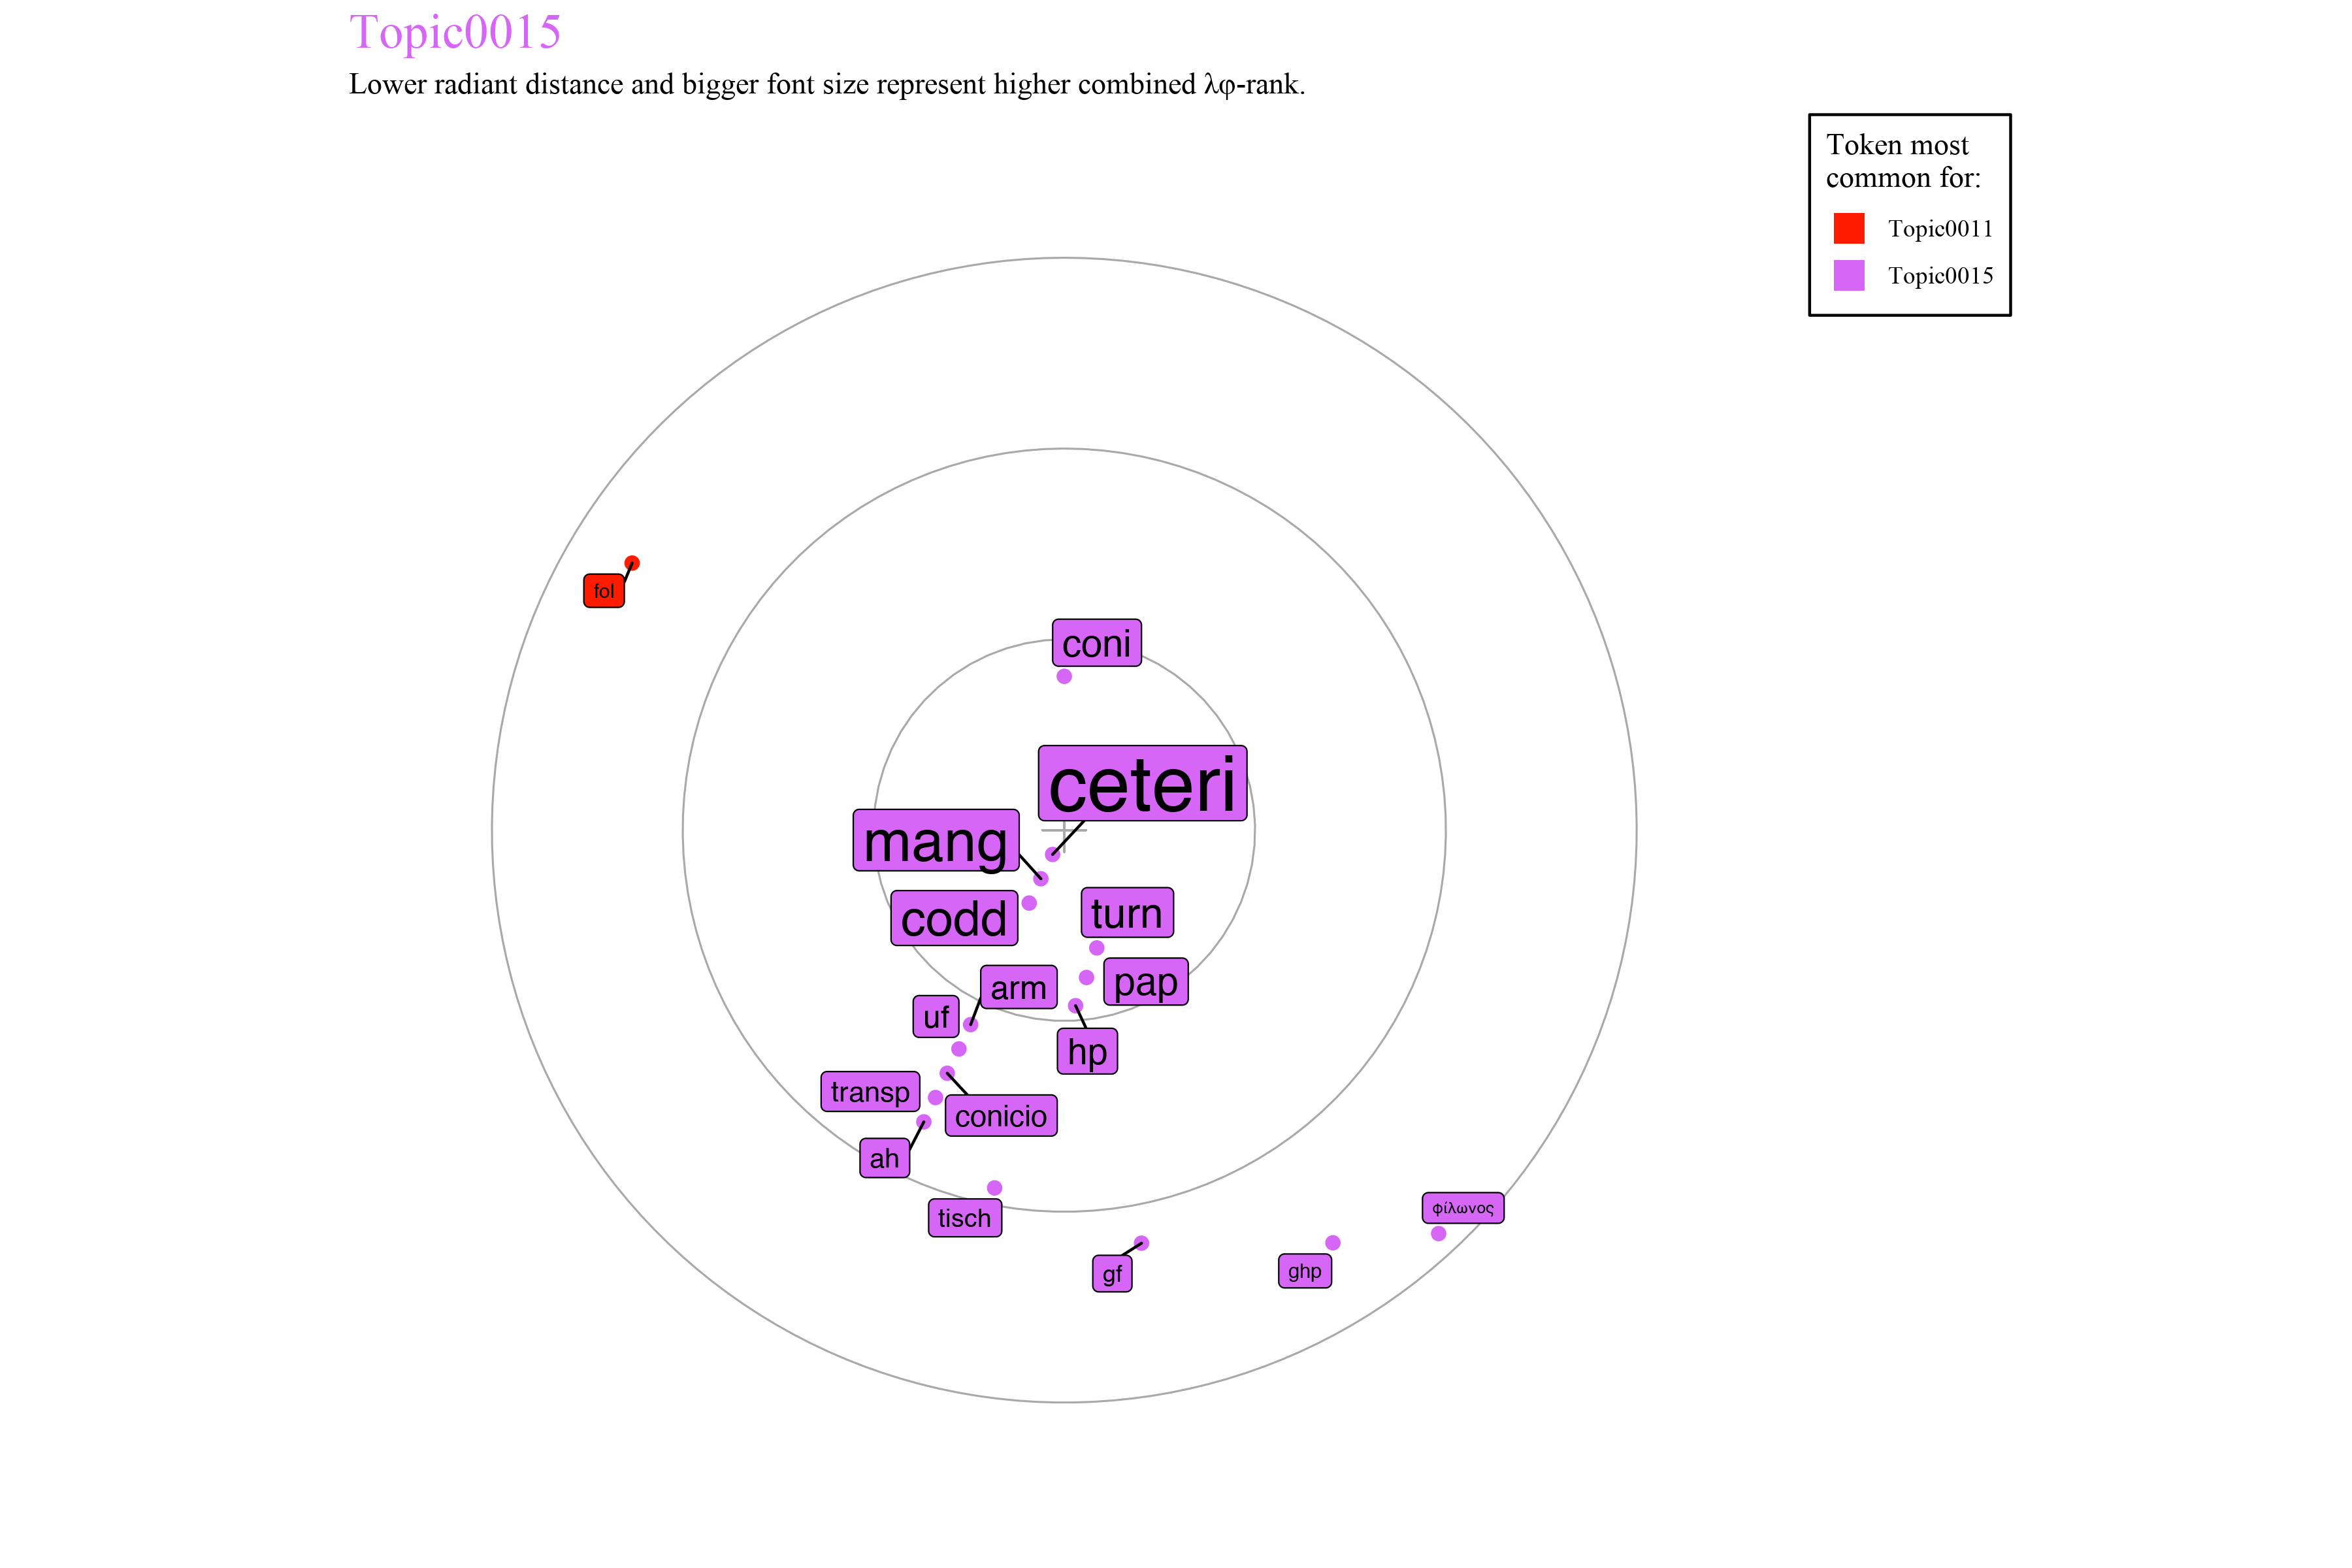 Topic0015
Lower radiant distance and bigger font size represent higher combined λφ-rank.
Token most
common for:
Topic0011
Topic0015
fol
coni
ceteri
mang
codd
turn
pap
arm
uf
hp
transp
conicio
ah
tisch
φίλωνος
gf
ghp